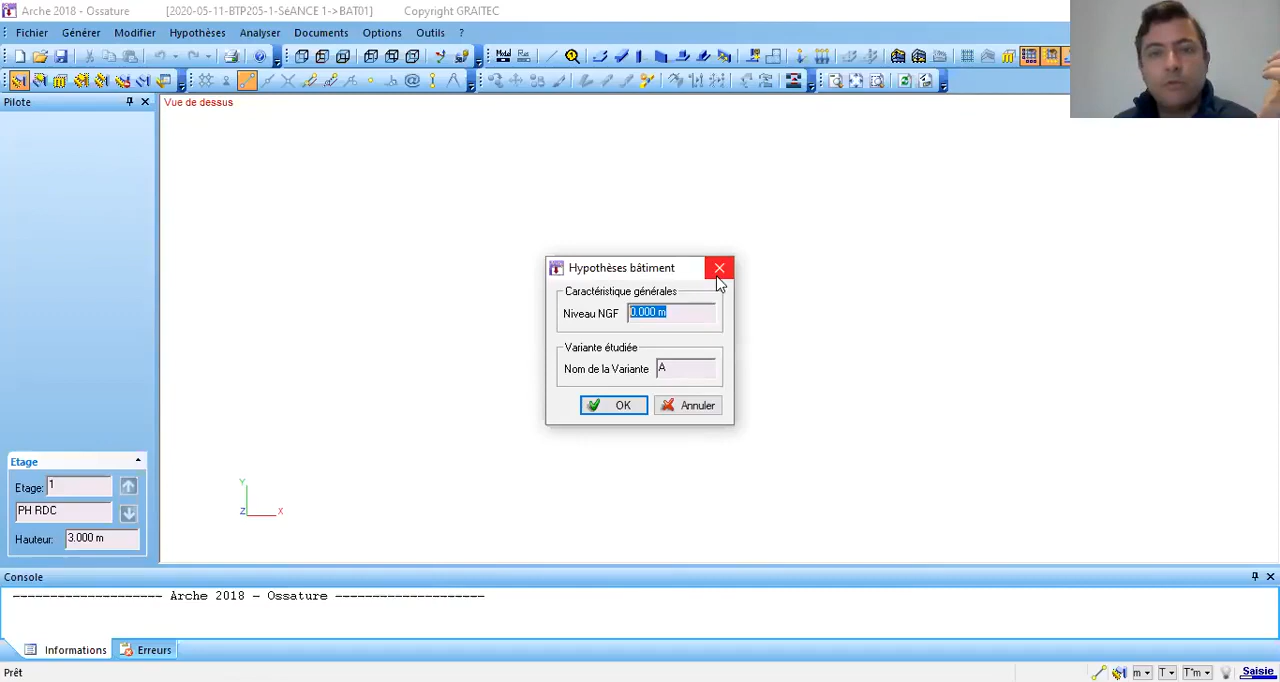 Arche 2018 - Ossature [2020-05-11-BTP205-1-SéANCE 1->BAT01] Copyright GRAITEC
Fichier Générer Modifier Hypothèses Analyser Documents Options Outils ?
Pilote
Vue de dessus
Hypothèses bâtiment
Caractéristique générales
Niveau NGF 0.000 m
Variante étudiée
Nom de la Variante A
OK Annuler
Etage
Etage: 1
PH RDC
Hauteur: 3.000 m
Y
Z X
Console
-------------------- Arche 2018 - Ossature --------------------
Informations Erreurs
Prêt m T T^m Saisie